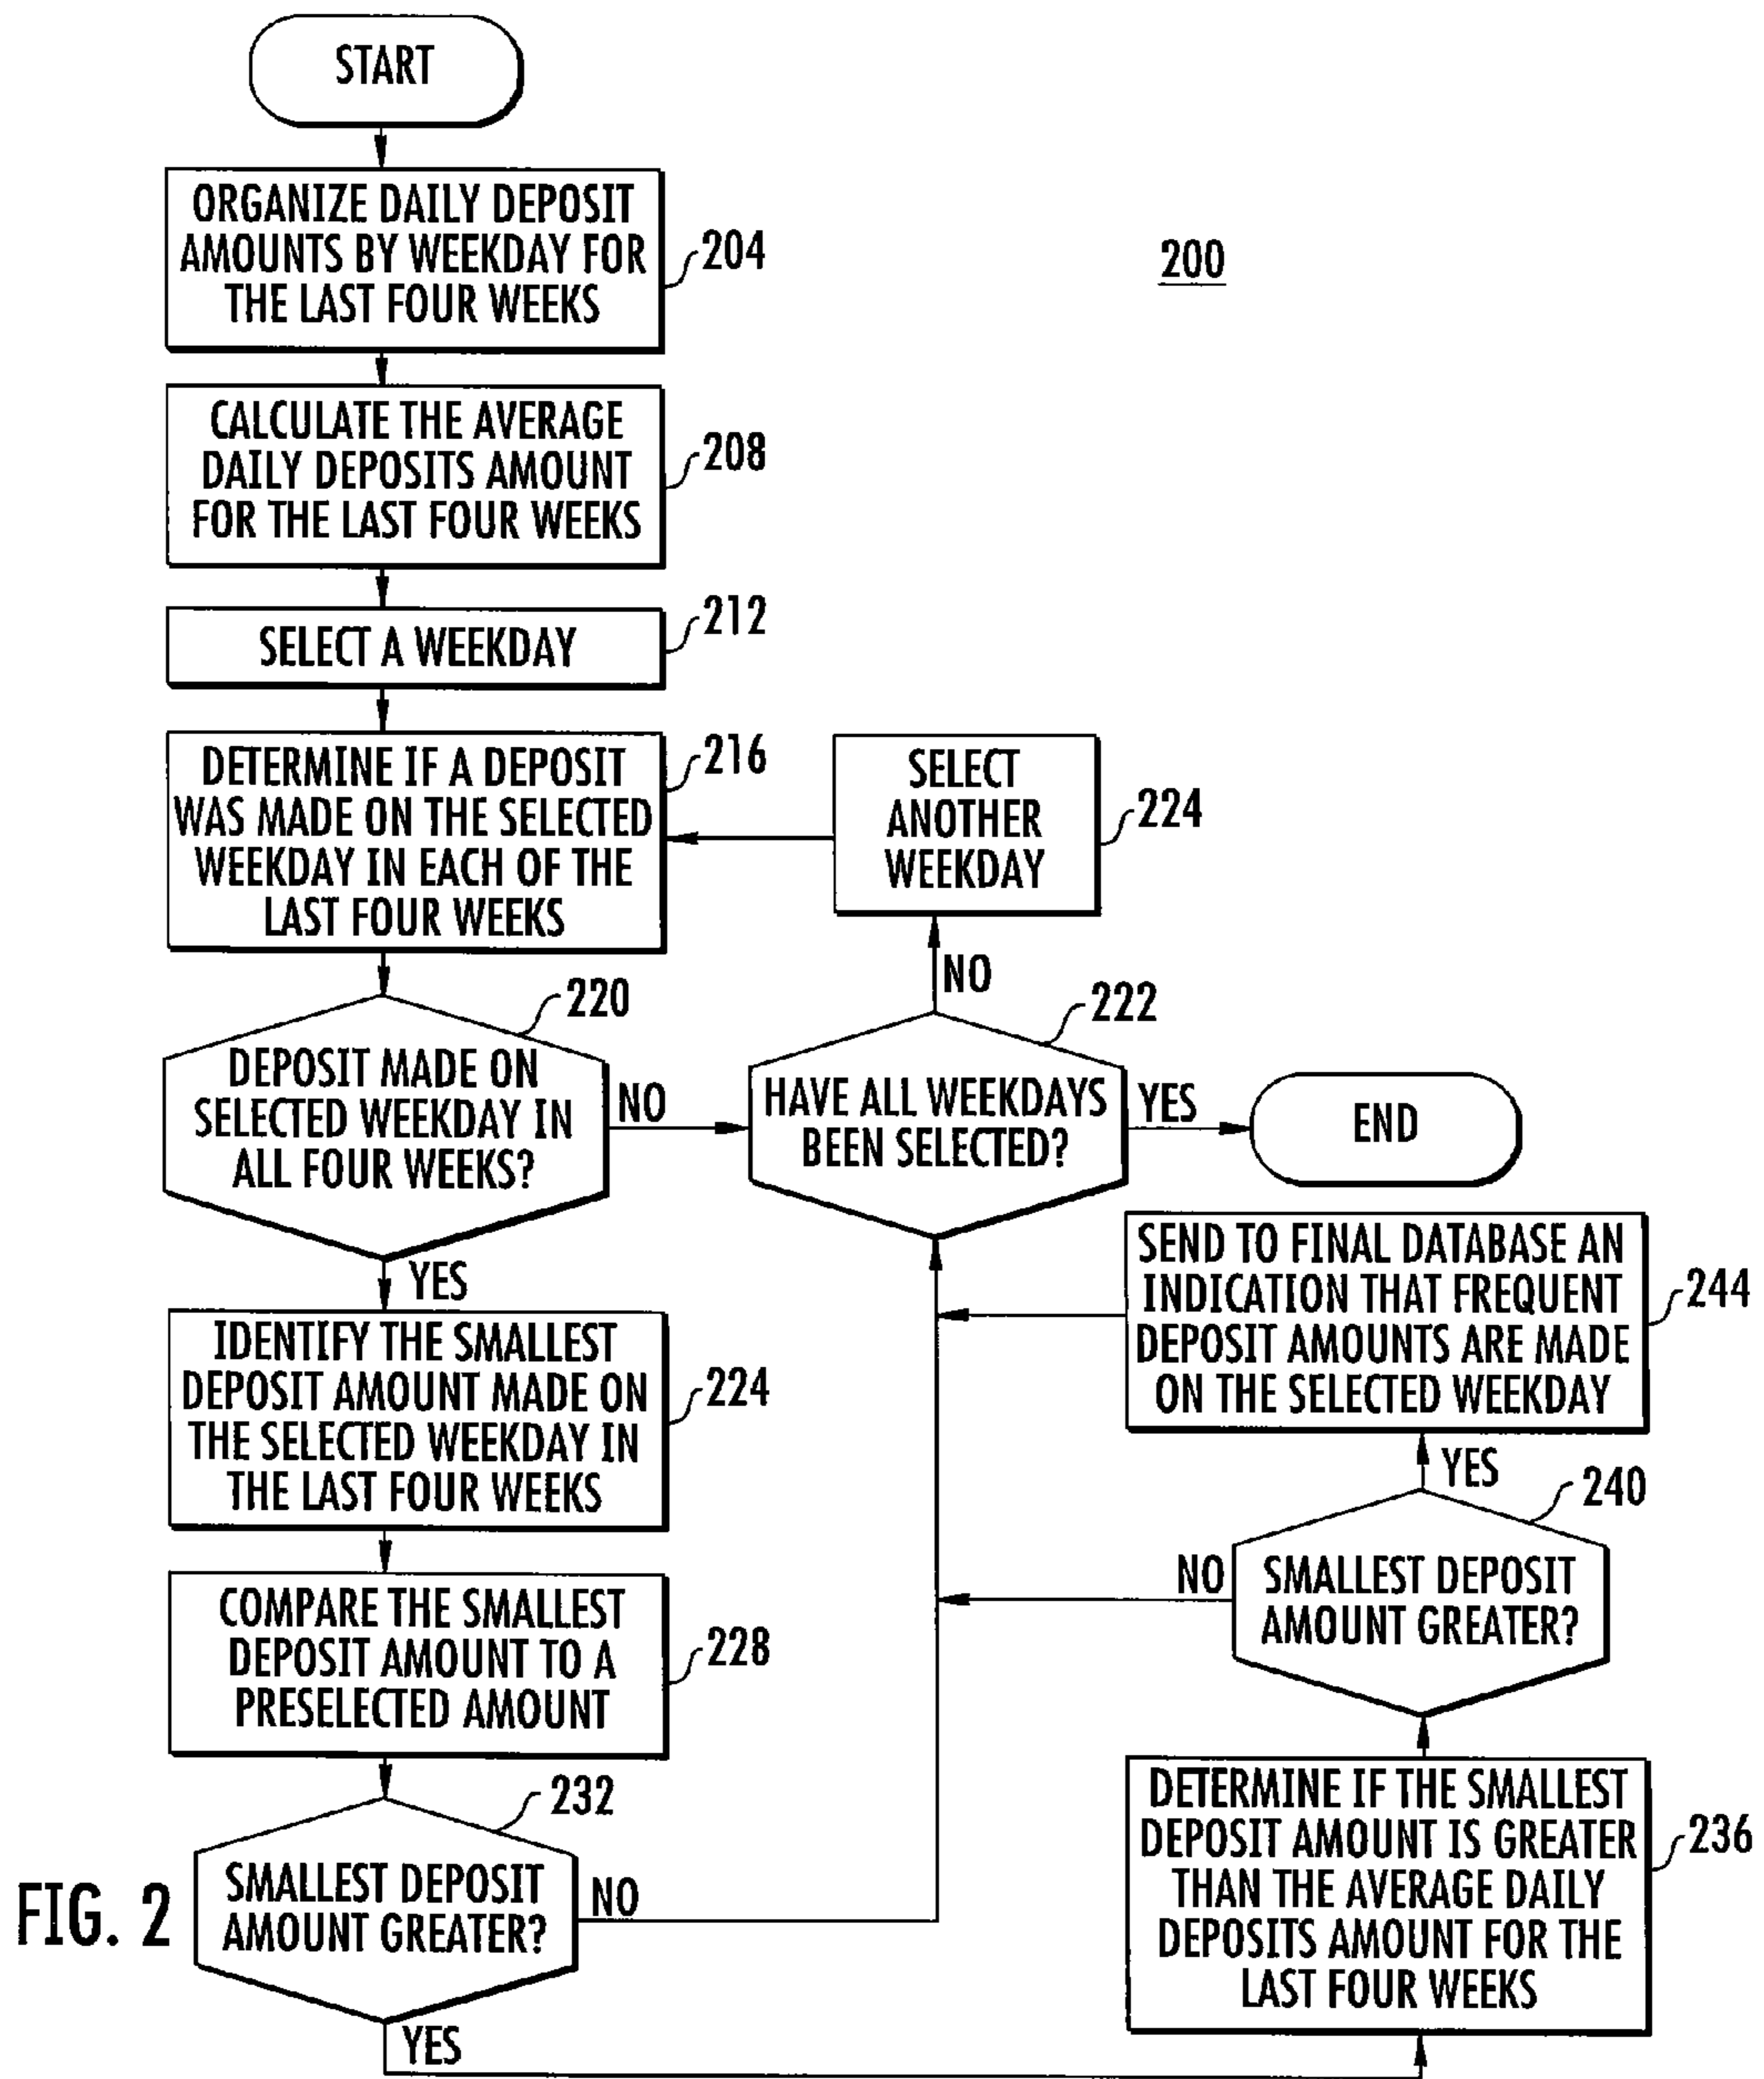 START
ORGANIZE DAILY DEPOSIT
AMOUNTS BY WEEKDAY FOR
THE LAST FOUR WEEKS
204
200
CALCULATE THE AVERAGE
DAILY DEPOSITS AMOUNT
FOR THE LAST FOUR WEEKS
208
SELECT A WEEKDAY
212
DETERMINE IF A DEPOSIT
WAS MADE ON THE SELECTED
WEEKDAY IN EACH OF THE
LAST FOUR WEEKS
216
SELECT
ANOTHER
WEEKDAY
224
NO
220
DEPOSIT MADE ON
SELECTED WEEKDAY IN
ALL FOUR WEEKS?
NO
222
HAVE ALL WEEKDAYS
BEEN SELECTED?
YES
END
YES
IDENTIFY THE SMALLEST
DEPOSIT AMOUNT MADE ON
THE SELECTED WEEKDAY IN
THE LAST FOUR WEEKS
224
SEND TO FINAL DATABASE AN
INDICATION THAT FREQUENT
DEPOSIT AMOUNTS ARE MADE
ON THE SELECTED WEEKDAY
244
YES
240
SMALLEST DEPOSIT
AMOUNT GREATER?
NO
COMPARE THE SMALLEST
DEPOSIT AMOUNT TO A
PRESELECTED AMOUNT
228
232
SMALLEST DEPOSIT
AMOUNT GREATER?
NO
YES
DETERMINE IF THE SMALLEST
DEPOSIT AMOUNT IS GREATER
THAN THE AVERAGE DAILY
DEPOSITS AMOUNT FOR THE
LAST FOUR WEEKS
236
FIG. 2